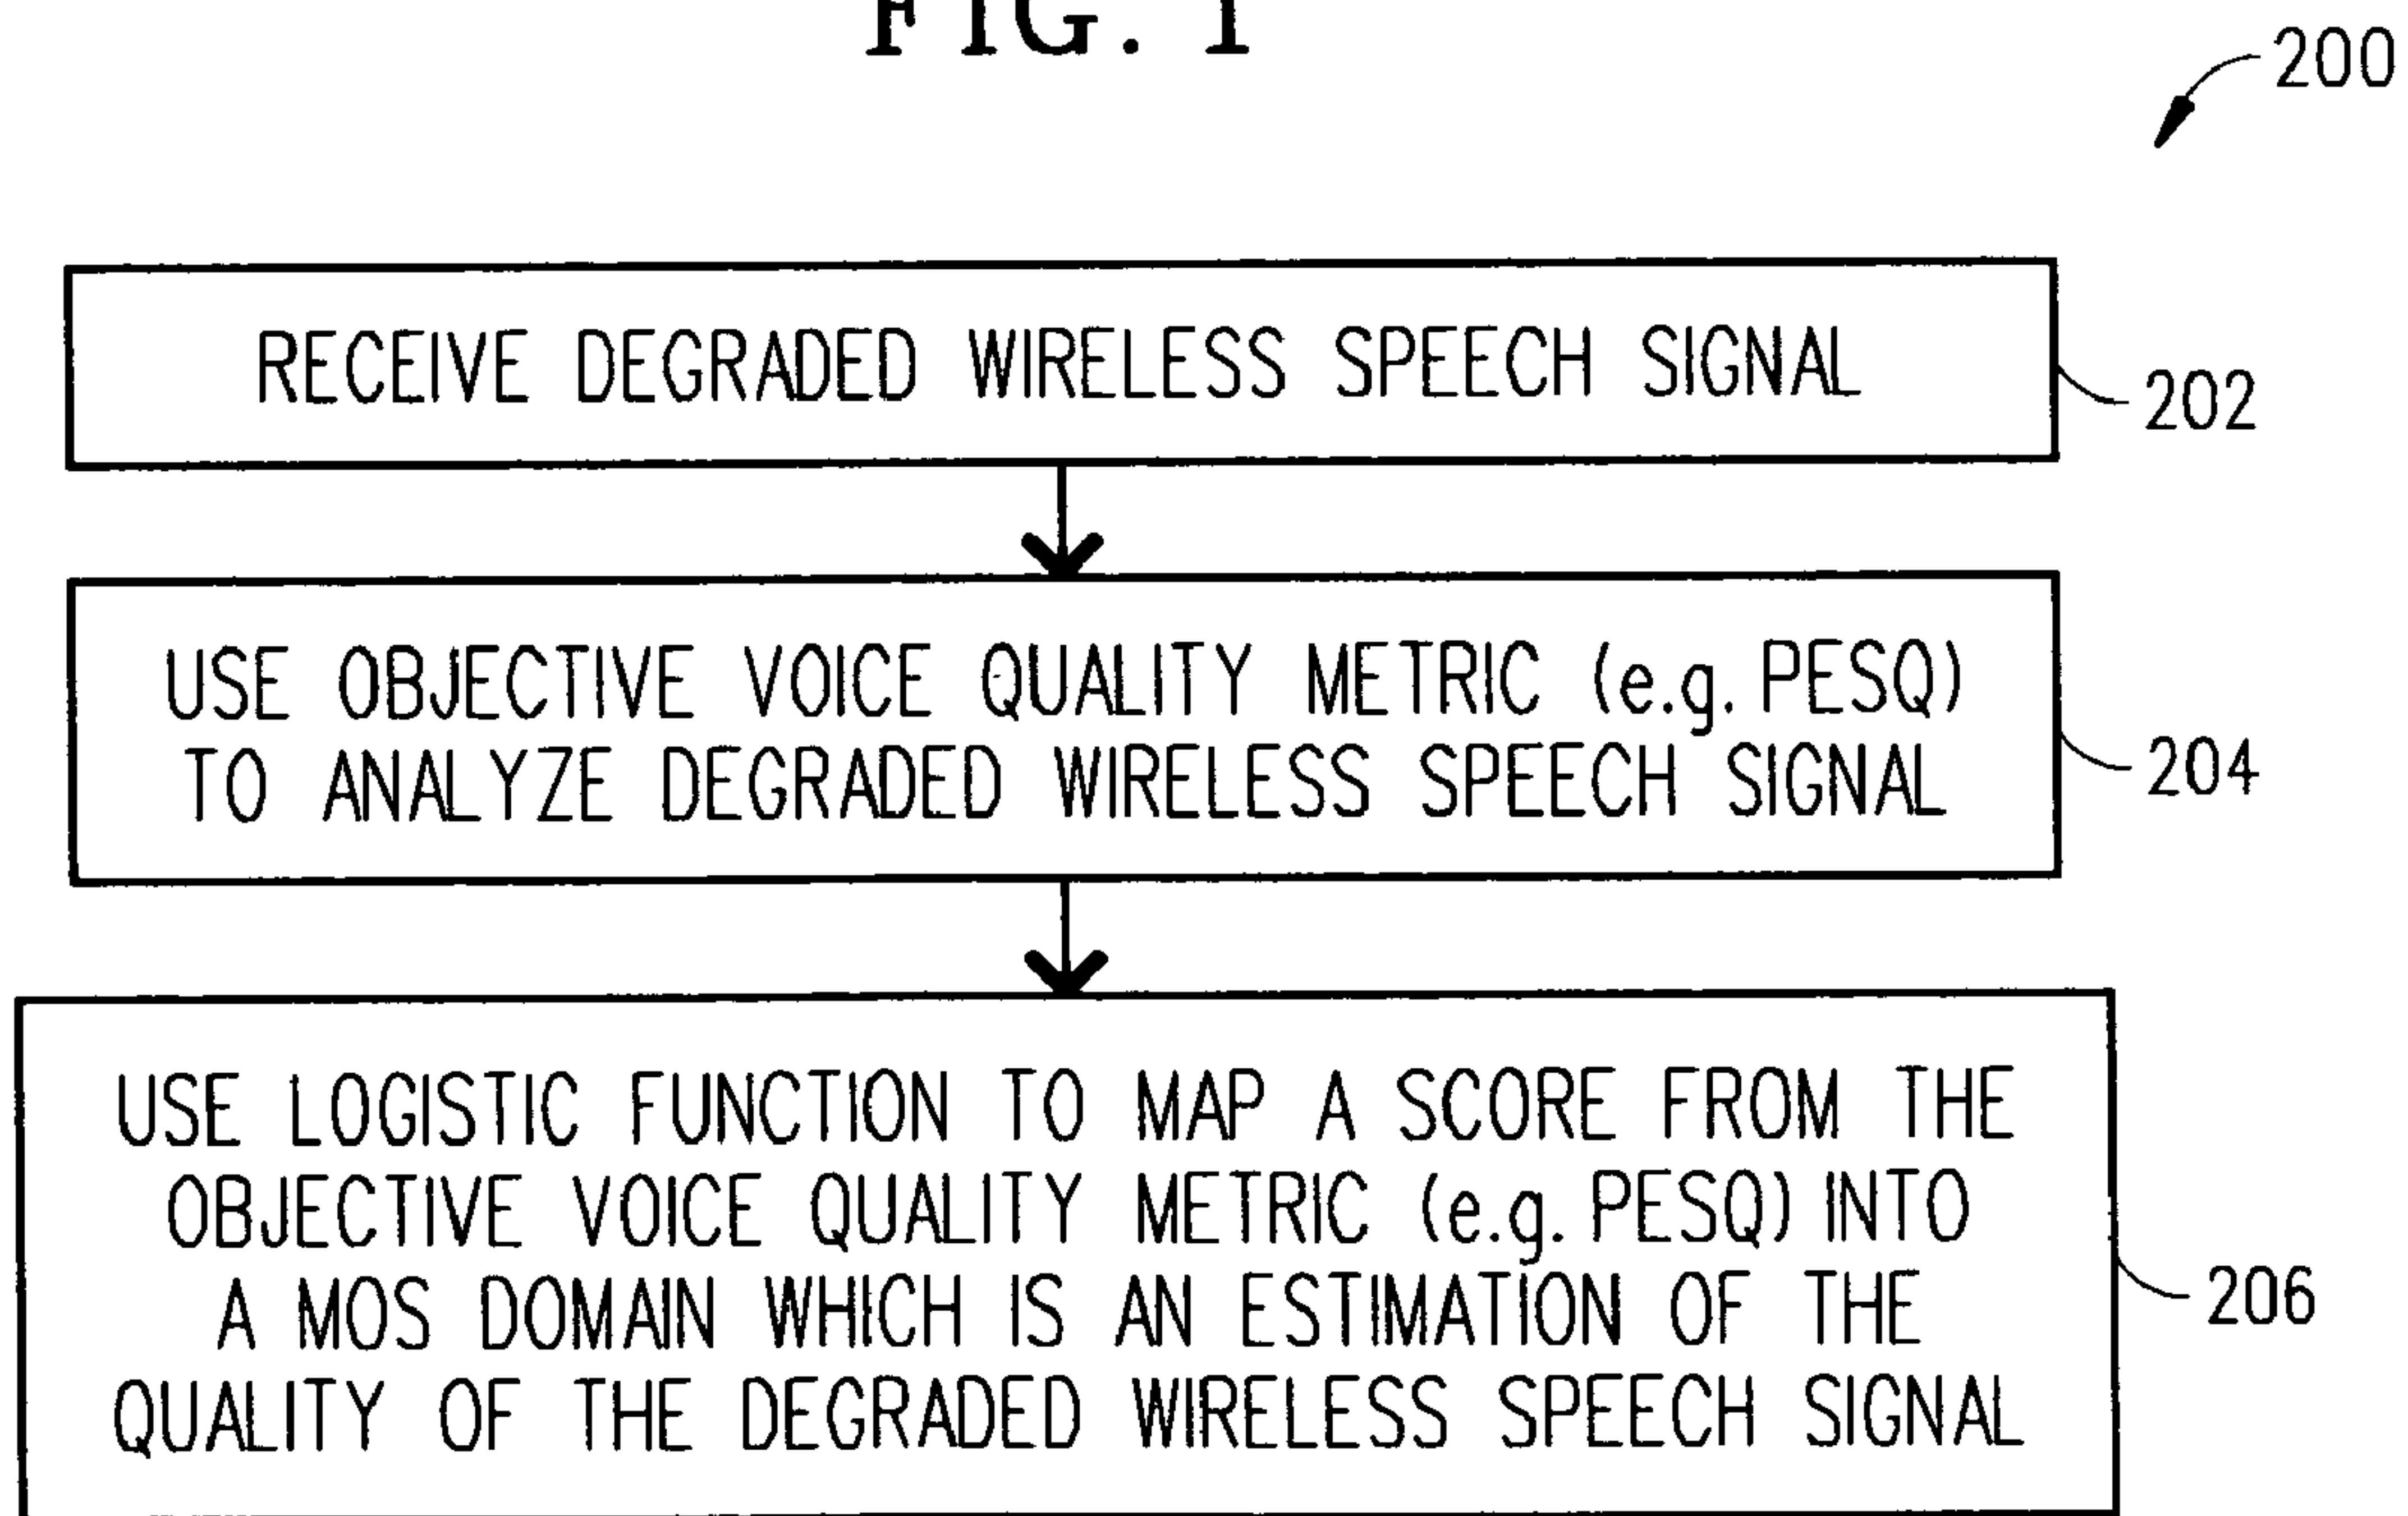 FIG. 1
200
RECEIVE DEGRADED WIRELESS SPEECH SIGNAL
202
USE OBJECTIVE VOICE QUALITY METRIC (e.g. PESQ)
TO ANALYZE DEGRADED WIRELESS SPEECH SIGNAL
204
USE LOGISTIC FUNCTION TO MAP A SCORE FROM THE
OBJECTIVE VOICE QUALITY METRIC (e.g. PESQ) INTO
A MOS DOMAIN WHICH IS AN ESTIMATION OF THE
QUALITY OF THE DEGRADED WIRELESS SPEECH SIGNAL
206